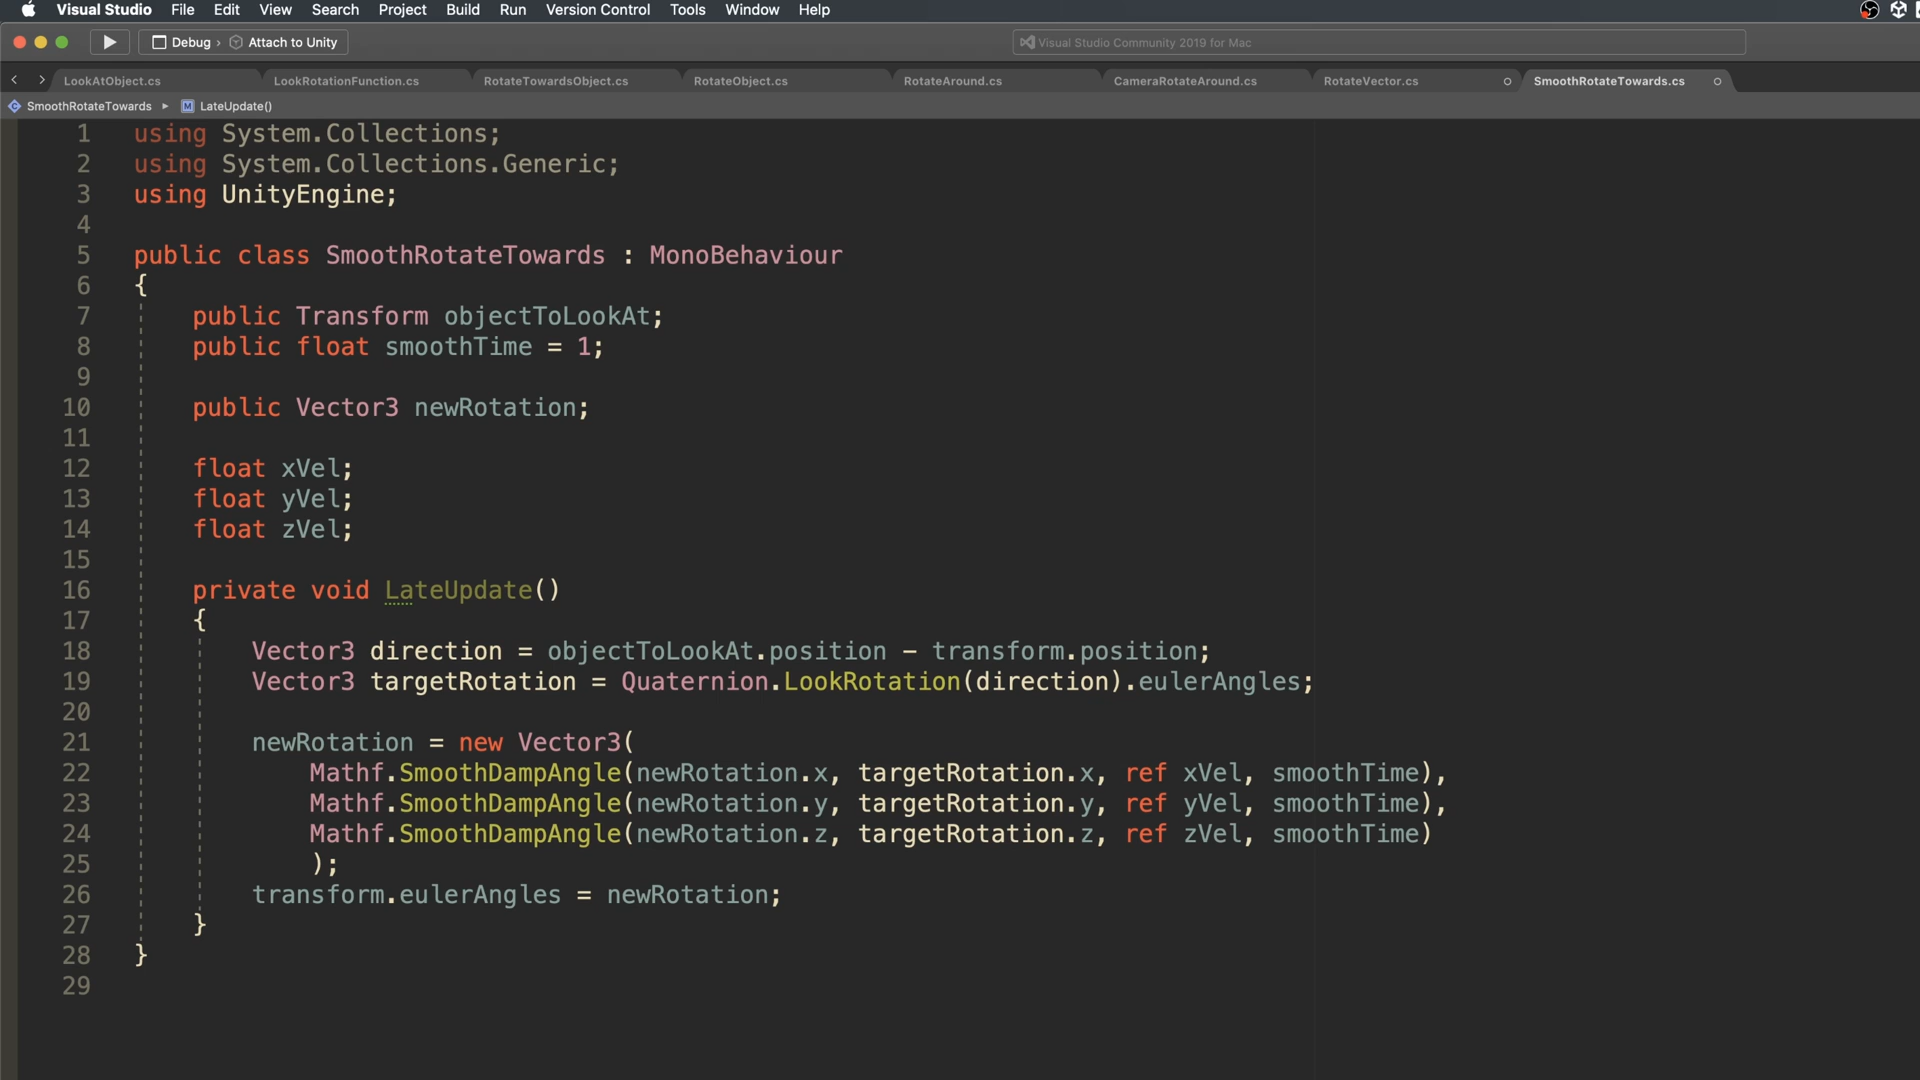 Visual Studio File Edit View Search Project Build Run Version Control Tools Window Help
Debug › Attach to Unity Visual Studio Community 2019 for Mac
LookAtObject.cs LookRotationFunction.cs RotateTowardsObject.cs RotateObject.cs RotateAround.cs CameraRotateAround.cs RotateVector.cs SmoothRotateTowards.cs
SmoothRotateTowards ▸ M LateUpdate()
1 using System.Collections;
2 using System.Collections.Generic;
3 using UnityEngine;
4
5 public class SmoothRotateTowards : MonoBehaviour
6 {
7 public Transform objectToLookAt;
8 public float smoothTime = 1;
9
10 public Vector3 newRotation;
11
12 float xVel;
13 float yVel;
14 float zVel;
15
16 private void LateUpdate()
17 {
18 Vector3 direction = objectToLookAt.position - transform.position;
19 Vector3 targetRotation = Quaternion.LookRotation(direction).eulerAngles;
20
21 newRotation = new Vector3(
22 Mathf.SmoothDampAngle(newRotation.x, targetRotation.x, ref xVel, smoothTime),
23 Mathf.SmoothDampAngle(newRotation.y, targetRotation.y, ref yVel, smoothTime),
24 Mathf.SmoothDampAngle(newRotation.z, targetRotation.z, ref zVel, smoothTime)
25 );
26 transform.eulerAngles = newRotation;
27 }
28 }
29